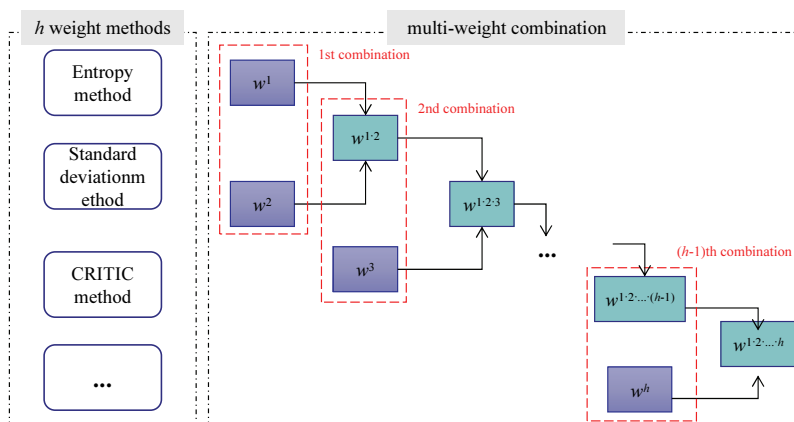 h weight methods
Entropy
method
Standard
deviationm
ethod
CRITIC
method
...
multi-weight combination
1st combination
w¹
2nd combination
w¹·²
w²
w¹·²·³
w³
...
(h-1)th combination
w¹·²·...·(h-1)
w¹·²·...·h
wʰ